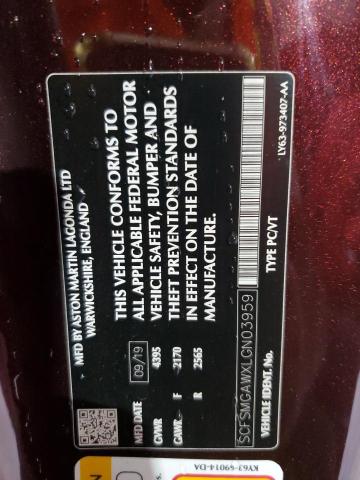 MFD BY ASTON MARTIN LAGONDA LTD
WARWICKSHIRE, ENGLAND
THIS VEHICLE CONFORMS TO
ALL APPLICABLE FEDERAL MOTOR
VEHICLE SAFETY, BUMPER AND
THEFT PREVENTION STANDARDS
IN EFFECT ON THE DATE OF
MANUFACTURE.
MFD DATE 09/19
GVWR 4395
GAWR F 2170
R 2565
SCFSMGAWXLGN03959
VEHICLE IDENT. No. TYPE PC/VT
LY63-973407-AA
KY63-69014-DA